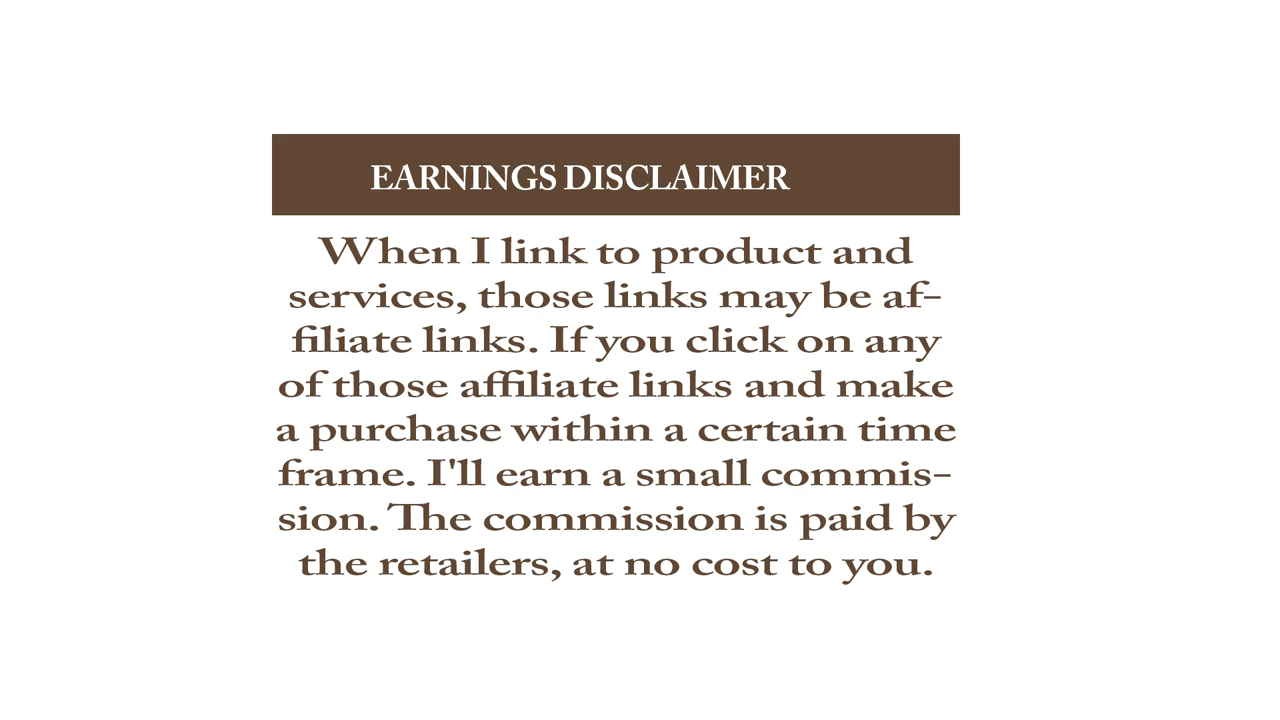 EARNINGS DISCLAIMER
When I link to product and
services, those links may be af-
filiate links. If you click on any
of those affiliate links and make
a purchase within a certain time
frame. I'll earn a small commis-
sion. The commission is paid by
the retailers, at no cost to you.